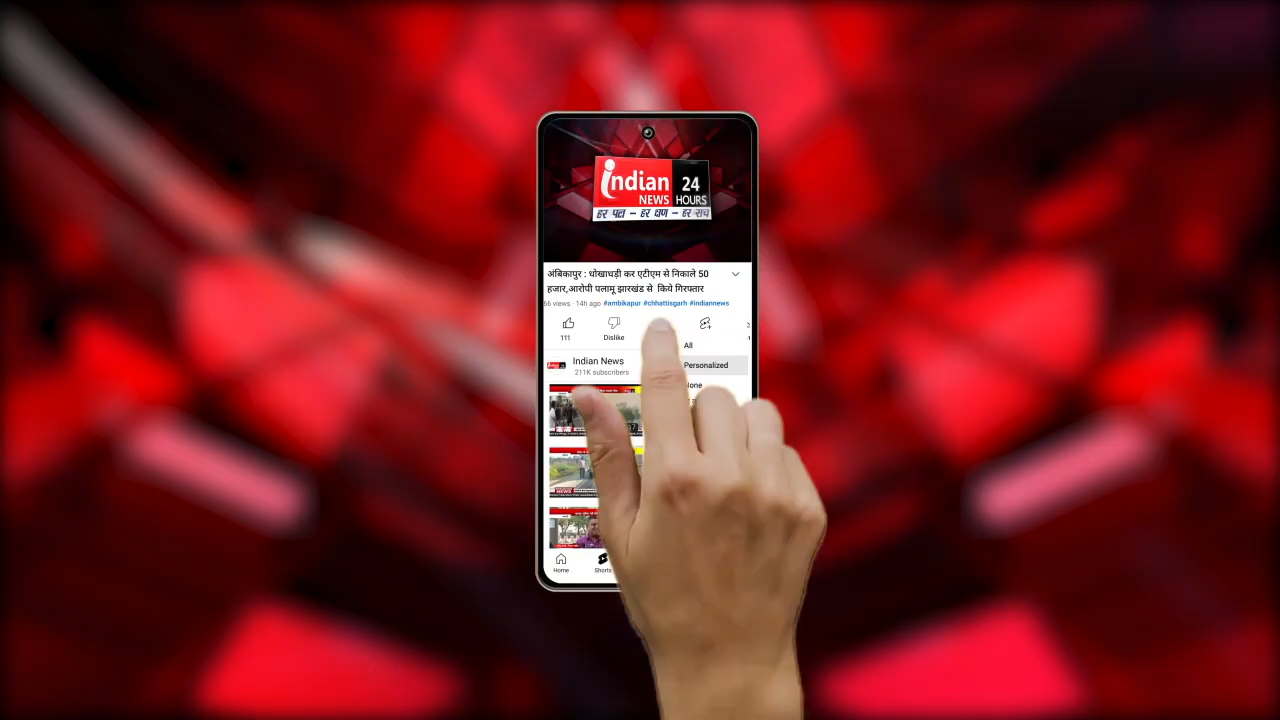 indian
NEWS
24
HOURS
हर पल - हर क्षण - हर सच
अंबिकापुर : धोखाधड़ी कर एटीएम से निकाले 50
हजार,आरोपी पलामू झारखंड से किये गिरफ्तार
66 views · 14h ago #ambikapur #chhattisgarh #indiannews
111
Dislike
All
Personalized
Indian News
211K subscribers
Home
Shorts